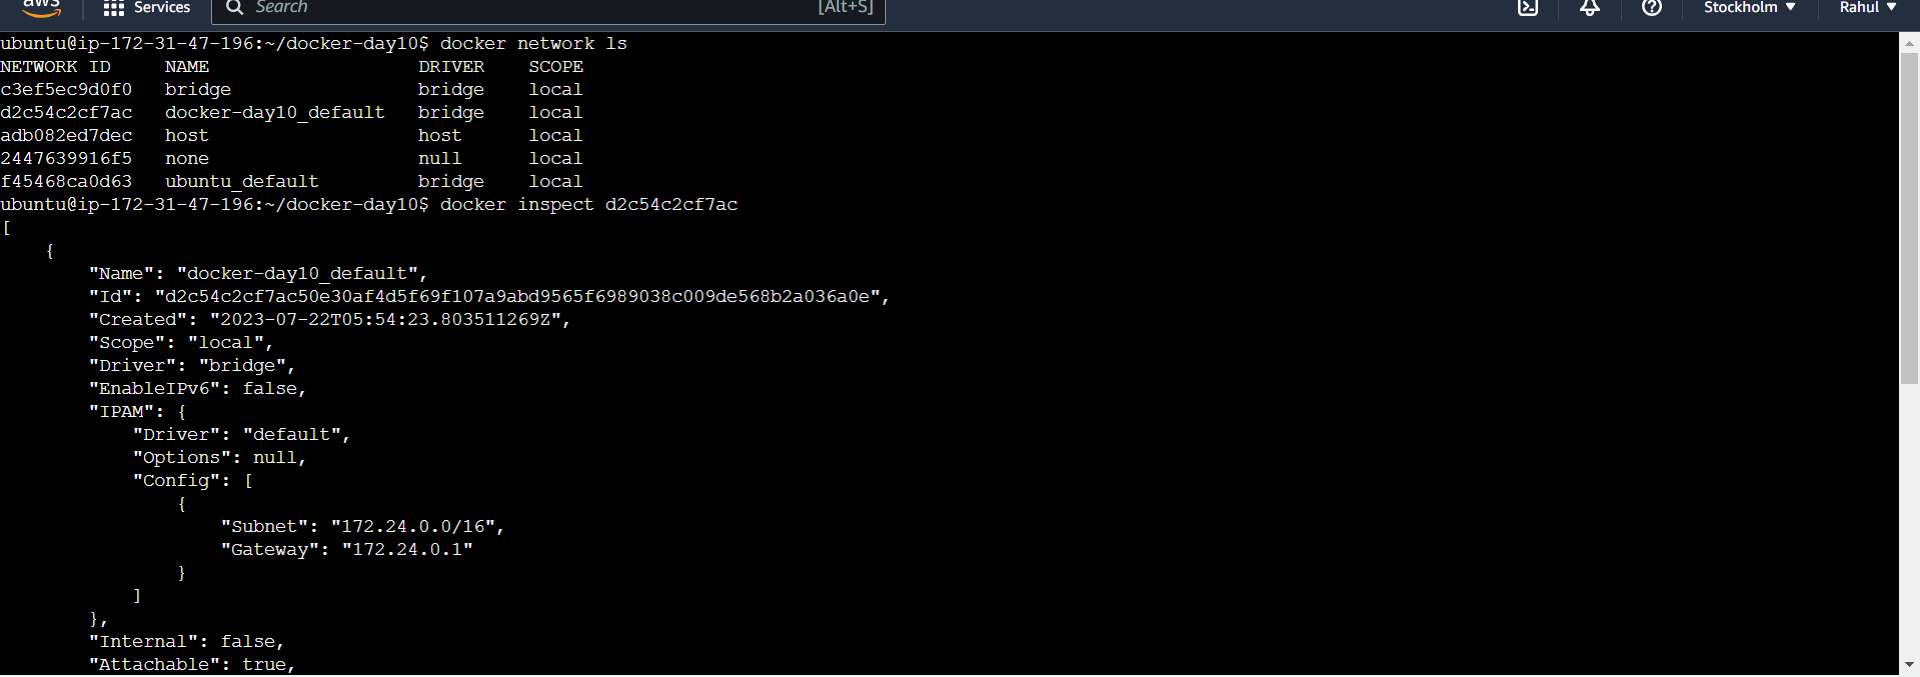 aws Services Search [Alt+S] Stockholm Rahul
ubuntu@ip-172-31-47-196:~/docker-day10$ docker network ls
NETWORK ID     NAME                   DRIVER    SCOPE
c3ef5ec9d0f0   bridge                 bridge    local
d2c54c2cf7ac   docker-day10_default   bridge    local
adb082ed7dec   host                   host      local
2447639916f5   none                   null      local
f45468ca0d63   ubuntu_default         bridge    local
ubuntu@ip-172-31-47-196:~/docker-day10$ docker inspect d2c54c2cf7ac
[
    {
        "Name": "docker-day10_default",
        "Id": "d2c54c2cf7ac50e30af4d5f69f107a9abd9565f6989038c009de568b2a036a0e",
        "Created": "2023-07-22T05:54:23.803511269Z",
        "Scope": "local",
        "Driver": "bridge",
        "EnableIPv6": false,
        "IPAM": {
            "Driver": "default",
            "Options": null,
            "Config": [
                {
                    "Subnet": "172.24.0.0/16",
                    "Gateway": "172.24.0.1"
                }
            ]
        },
        "Internal": false,
        "Attachable": true,